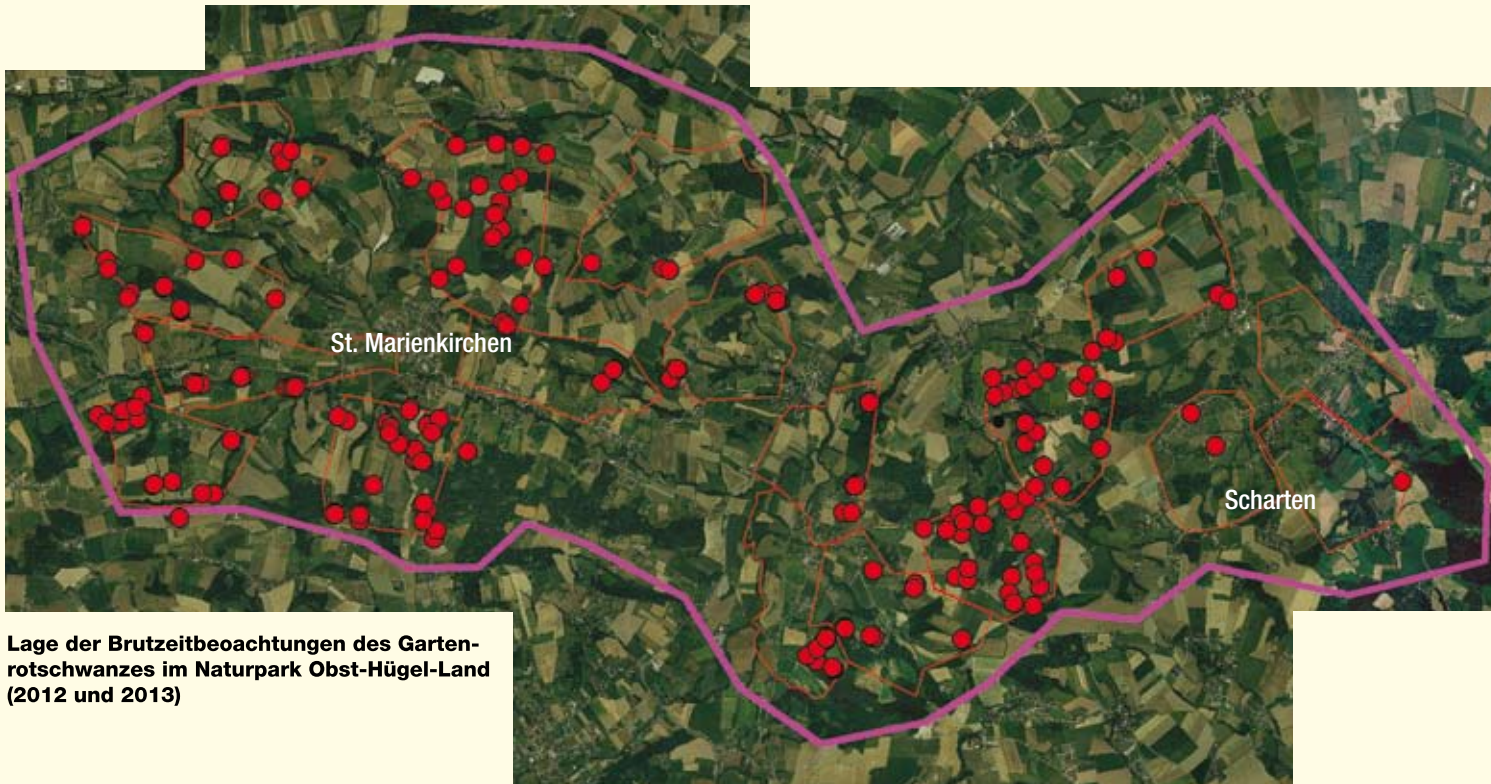 St. Marienkirchen
Scharten
Lage der Brutzeitbeoachtungen des Garten-
rotschwanzes im Naturpark Obst-Hügel-Land
(2012 und 2013)